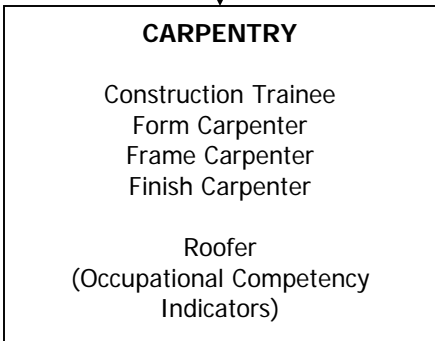 CARPENTRY
Construction Trainee
Form Carpenter
Frame Carpenter
Finish Carpenter
Roofer
(Occupational Competency
Indicators)